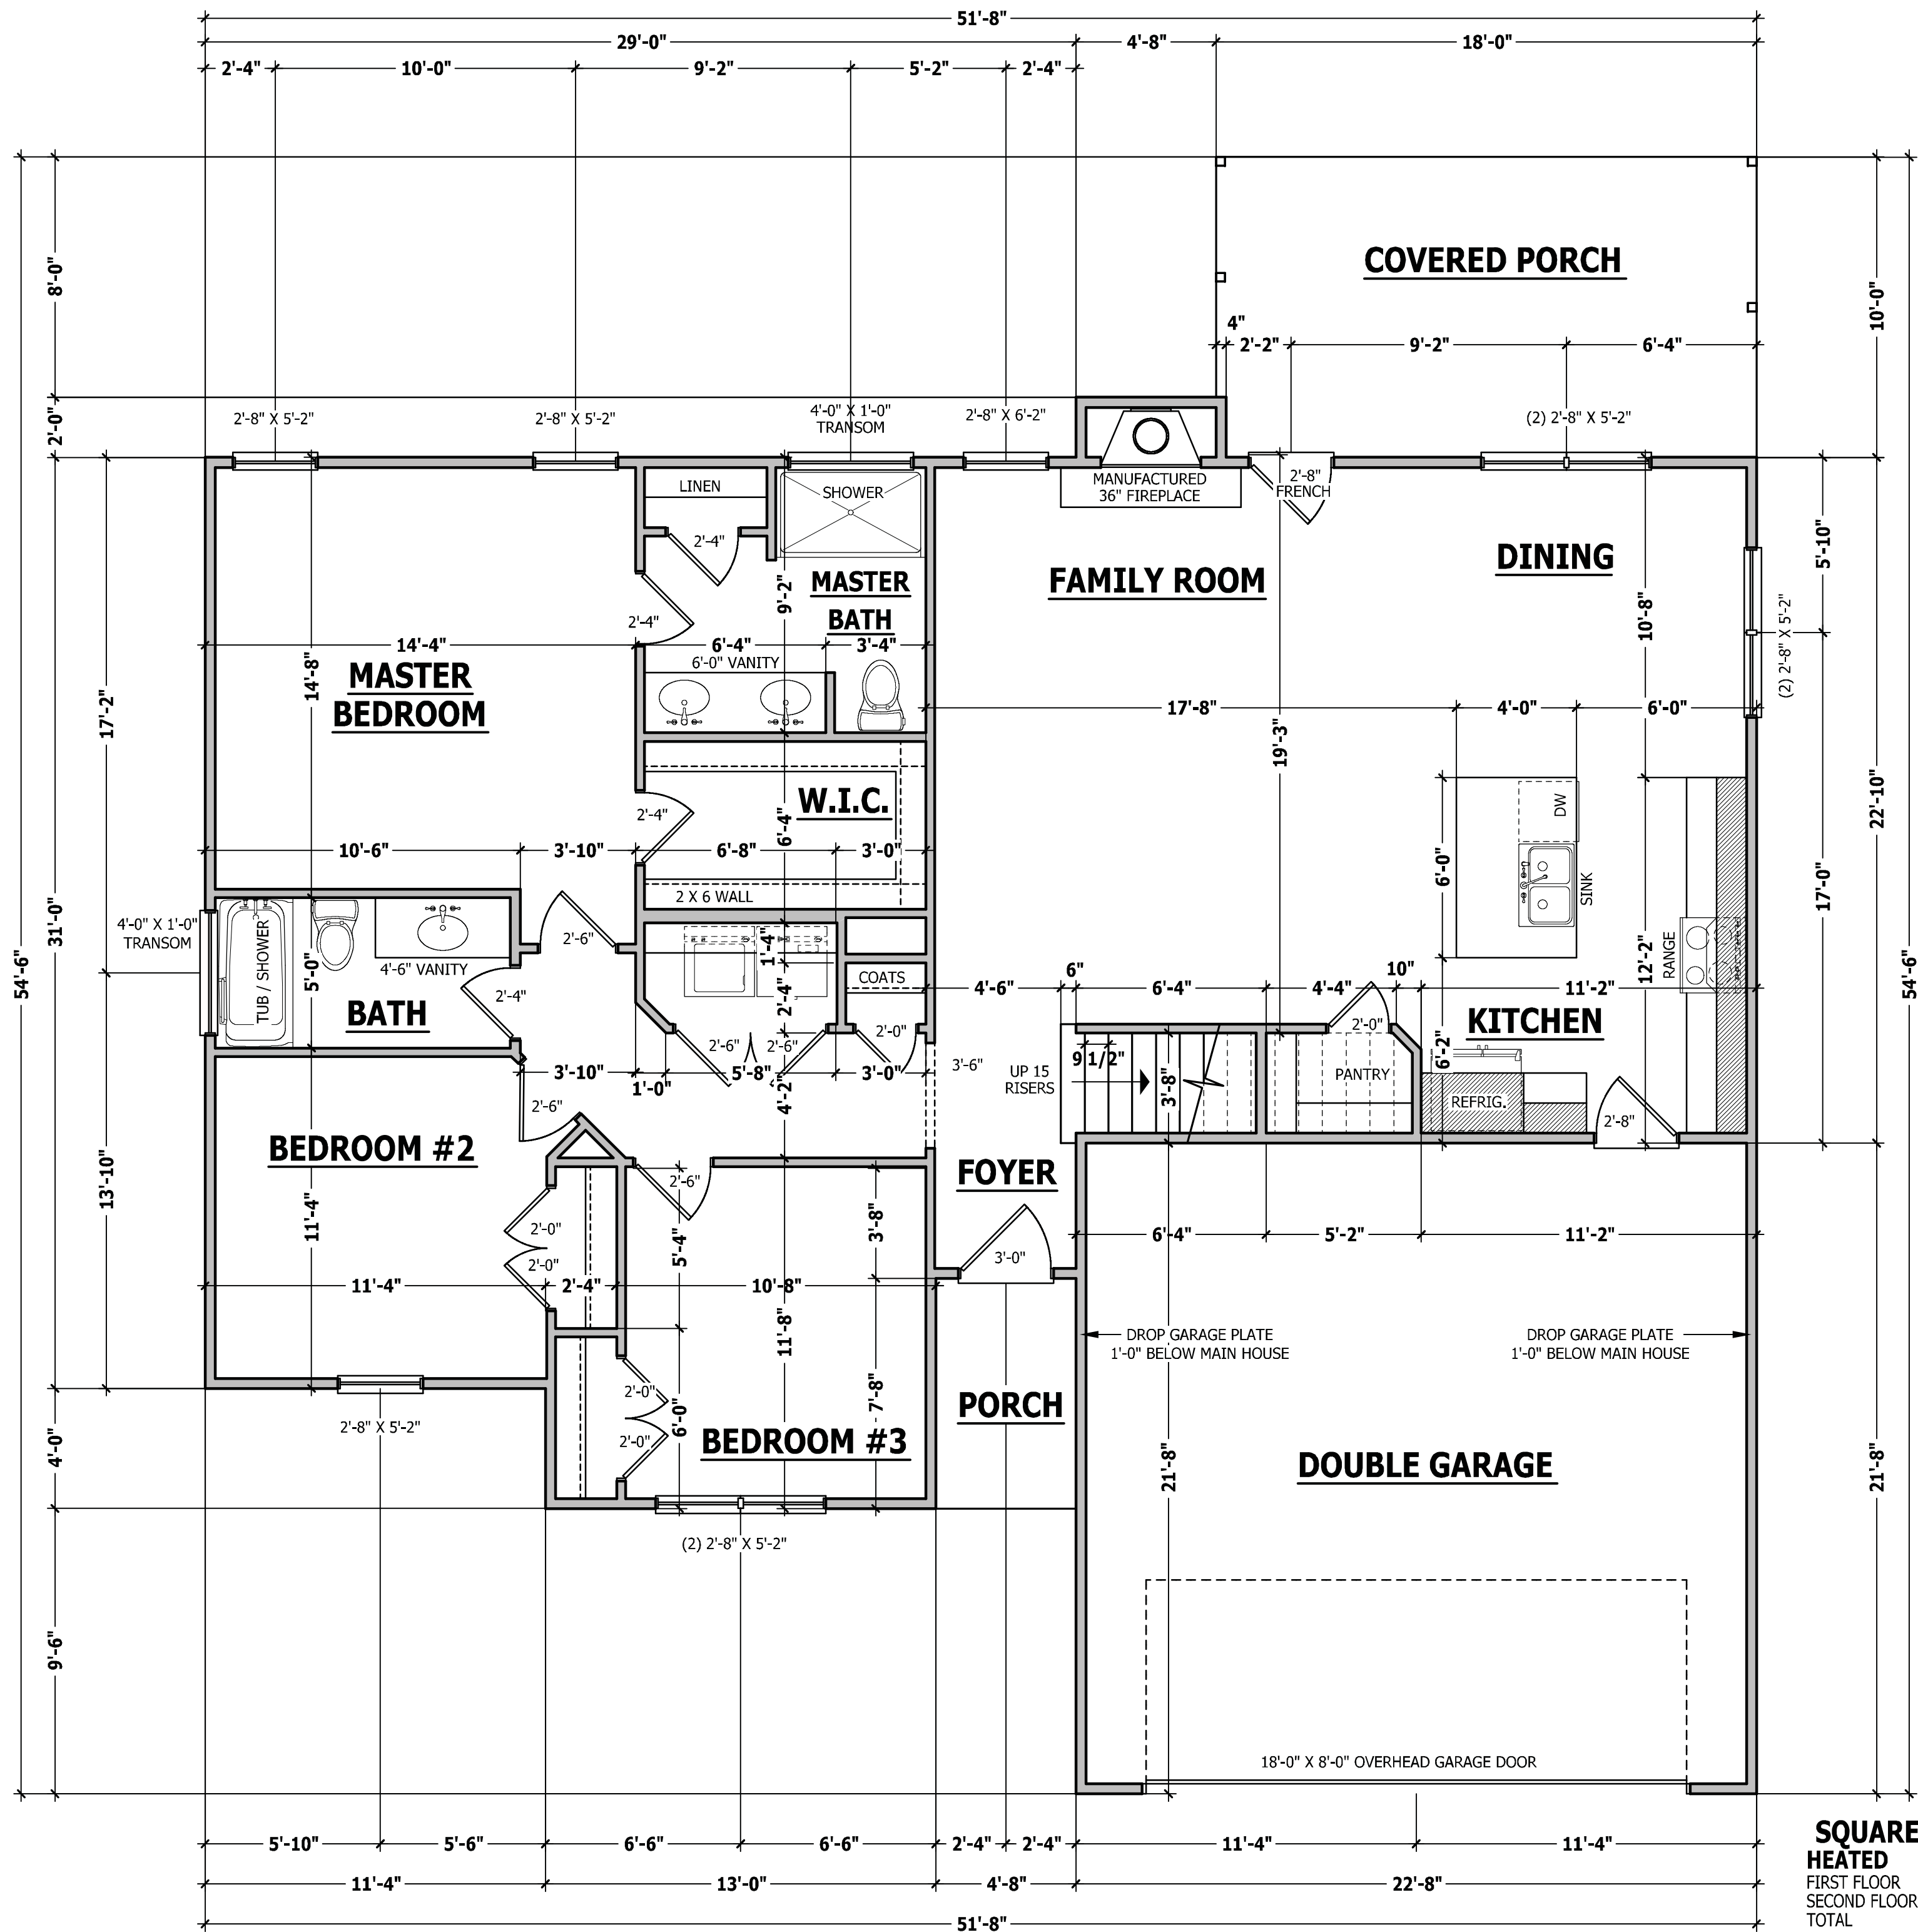 51'-8"
29'-0" 4'-8" 18'-0"
2'-4" 10'-0" 9'-2" 5'-2" 2'-4"
COVERED PORCH
8'-0"
10'-0"
4"
2'-2" 9'-2" 6'-4"
2'-0"
2'-8" X 5'-2"
2'-8" X 5'-2"
4'-0" X 1'-0"
TRANSOM
2'-8" X 6'-2"
(2) 2'-8" X 5'-2"
LINEN
SHOWER
MANUFACTURED
36" FIREPLACE
2'-8"
FRENCH
2'-4"
DINING
5'-10"
FAMILY ROOM
MASTER
BATH
9'-2"
2'-4"
10'-8"
(2) 2'-8" X 5'-2"
14'-4" 6'-4" 3'-4"
6'-0" VANITY
14'-8"
MASTER
BEDROOM
17'-2"
17'-8" 4'-0" 6'-0"
19'-3"
W.I.C.
2'-4"
6'-4"
DW
22'-10"
10'-6" 3'-10" 6'-8" 3'-0"
6'-0"
SINK
17'-0"
2 X 6 WALL
4'-0" X 1'-0"
TRANSOM
31'-0"
54'-6"
54'-6"
TUB / SHOWER
5'-0"
2'-6"
1'-4"
4'-6" VANITY
COATS
RANGE
12'-2"
2'-4"
2'-4"
6"
10"
4'-6" 6'-4" 4'-4" 11'-2"
BATH
2'-0"
2'-0"
KITCHEN
2'-6" 2'-6"
9 1/2"
6'-2"
3'-10" 1'-0" 5'-8" 3'-0"
3'-6"
UP 15
RISERS
3'-8"
PANTRY
REFRIG.
4'-2"
2'-6"
2'-8"
BEDROOM #2
13'-10"
FOYER
2'-6"
11'-4"
2'-0"
2'-0"
5'-4"
3'-8"
3'-0"
6'-4" 5'-2" 11'-2"
11'-4" 2'-4" 10'-8"
11'-8"
DROP GARAGE PLATE
1'-0" BELOW MAIN HOUSE
DROP GARAGE PLATE
1'-0" BELOW MAIN HOUSE
2'-0"
2'-0"
6'-0"
7'-8"
PORCH
2'-8" X 5'-2"
BEDROOM #3
4'-0"
21'-8"
DOUBLE GARAGE
21'-8"
(2) 2'-8" X 5'-2"
9'-6"
18'-0" X 8'-0" OVERHEAD GARAGE DOOR
5'-10" 5'-6" 6'-6" 6'-6" 2'-4" 2'-4" 11'-4" 11'-4"
11'-4" 13'-0" 4'-8" 22'-8"
51'-8"
SQUARE
HEATED
FIRST FLOOR
SECOND FLOOR
TOTAL